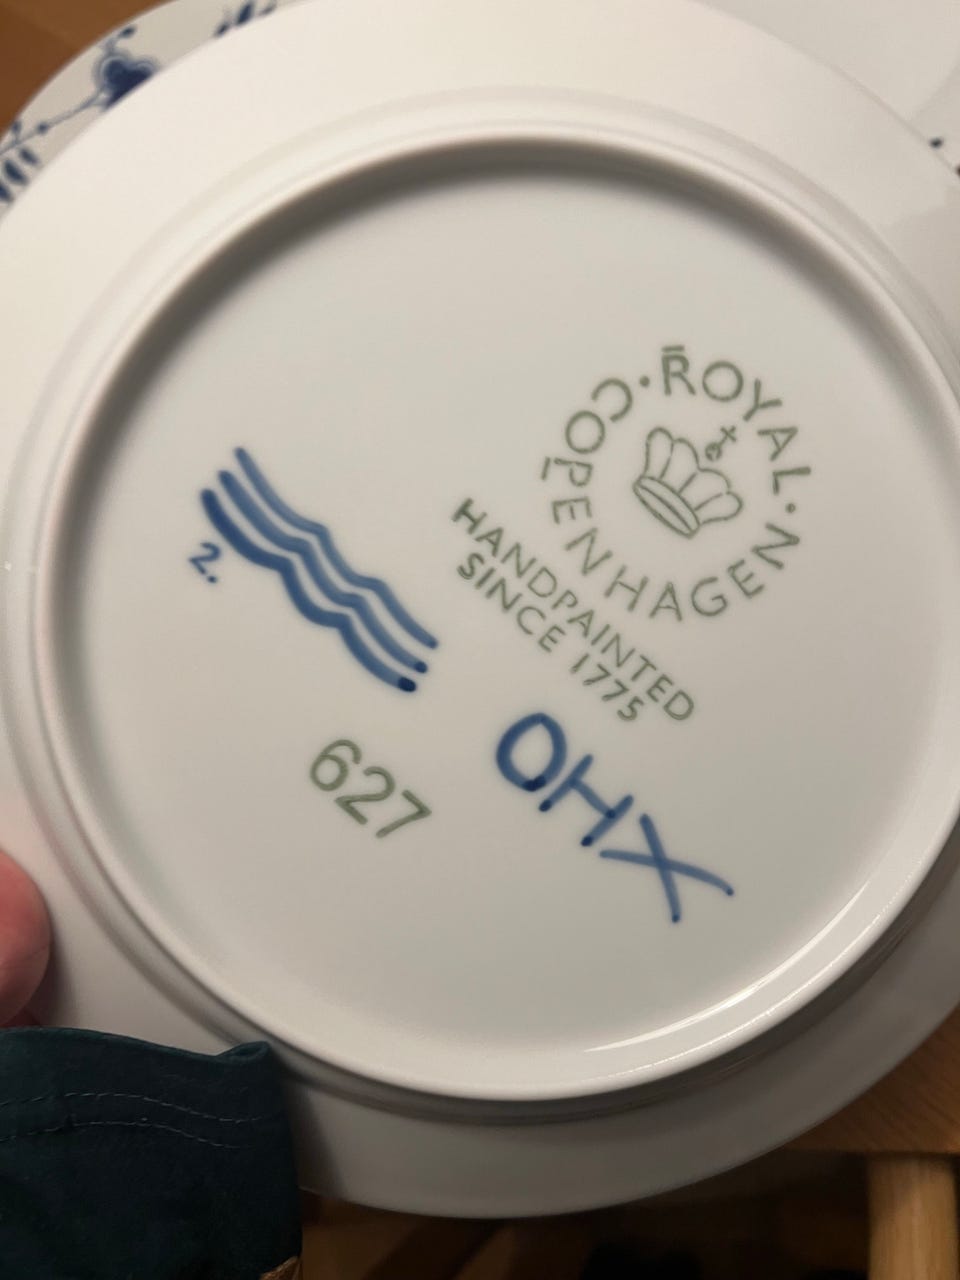 ROYAL · COPENHAGEN ·
HANDPAINTED
SINCE 1775
2.
627
OHX